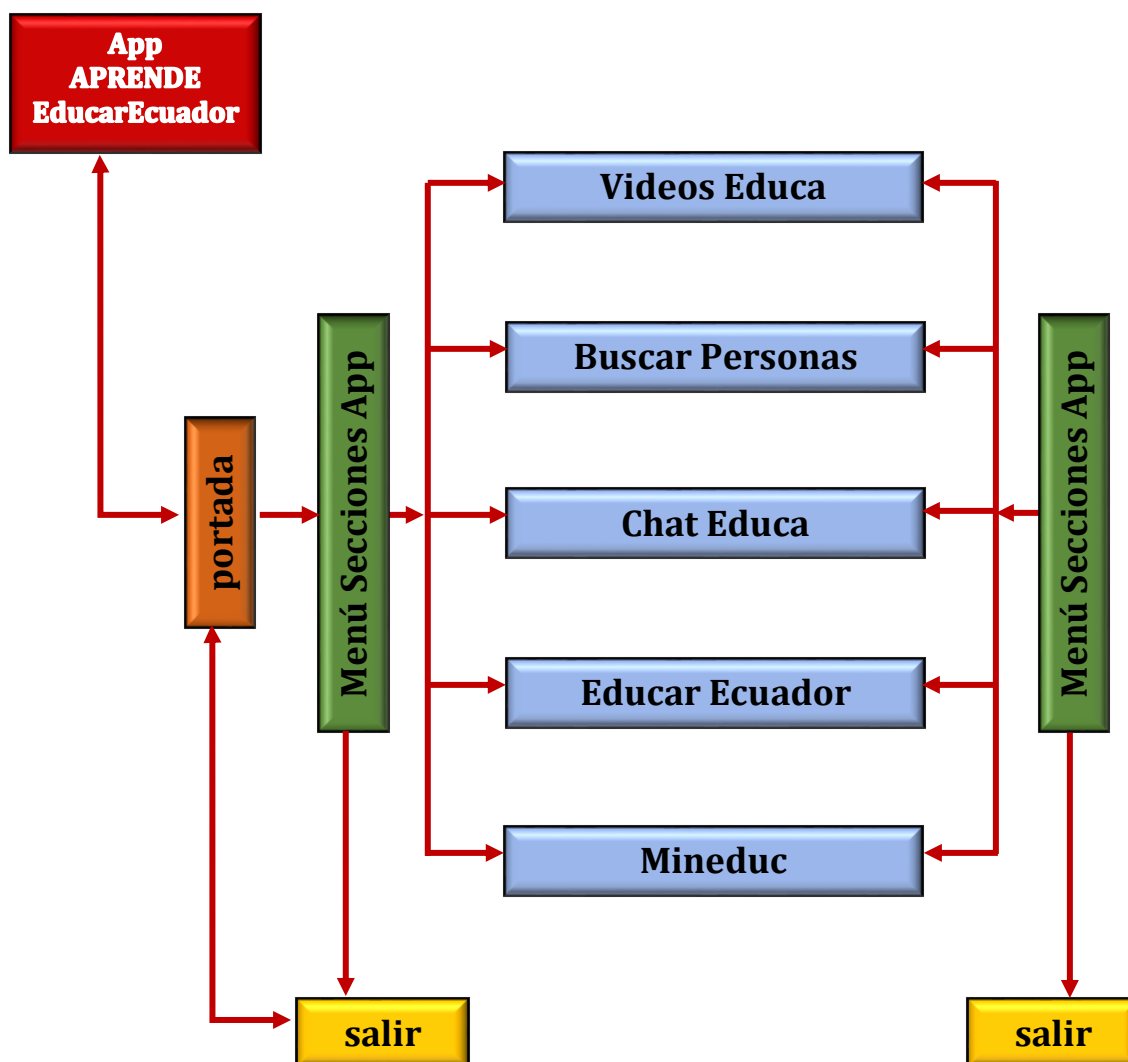 App
APRENDE
EducarEcuador
Videos Educa
Buscar Personas
portada
Menú Secciones App
Chat Educa
Menú Secciones App
Educar Ecuador
Mineduc
salir
salir